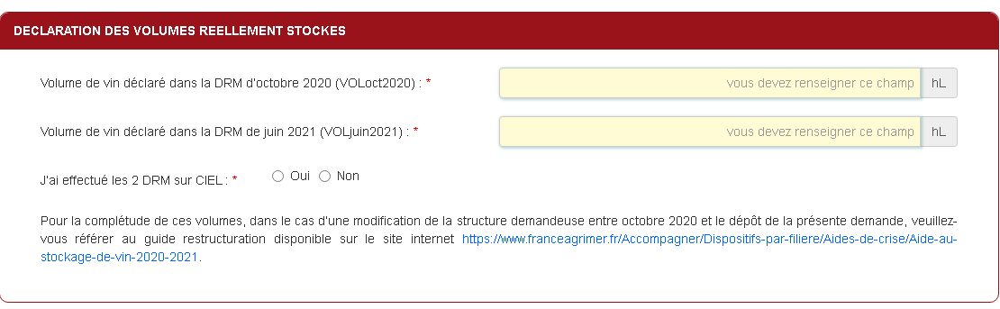 DECLARATION DES VOLUMES REELLEMENT STOCKES
Volume de vin déclaré dans la DRM d'octobre 2020 (VOLoct2020) : * vous devez renseigner ce champ hL
Volume de vin déclaré dans la DRM de juin 2021 (VOLjuin2021) : * vous devez renseigner ce champ hL
J'ai effectué les 2 DRM sur CIEL : * Oui Non
Pour la complétude de ces volumes, dans le cas d'une modification de la structure demandeuse entre octobre 2020 et le dépôt de la présente demande, veuillez-
vous référer au guide restructuration disponible sur le site internet https://www.franceagrimer.fr/Accompagner/Dispositifs-par-filiere/Aides-de-crise/Aide-au-
stockage-de-vin-2020-2021.